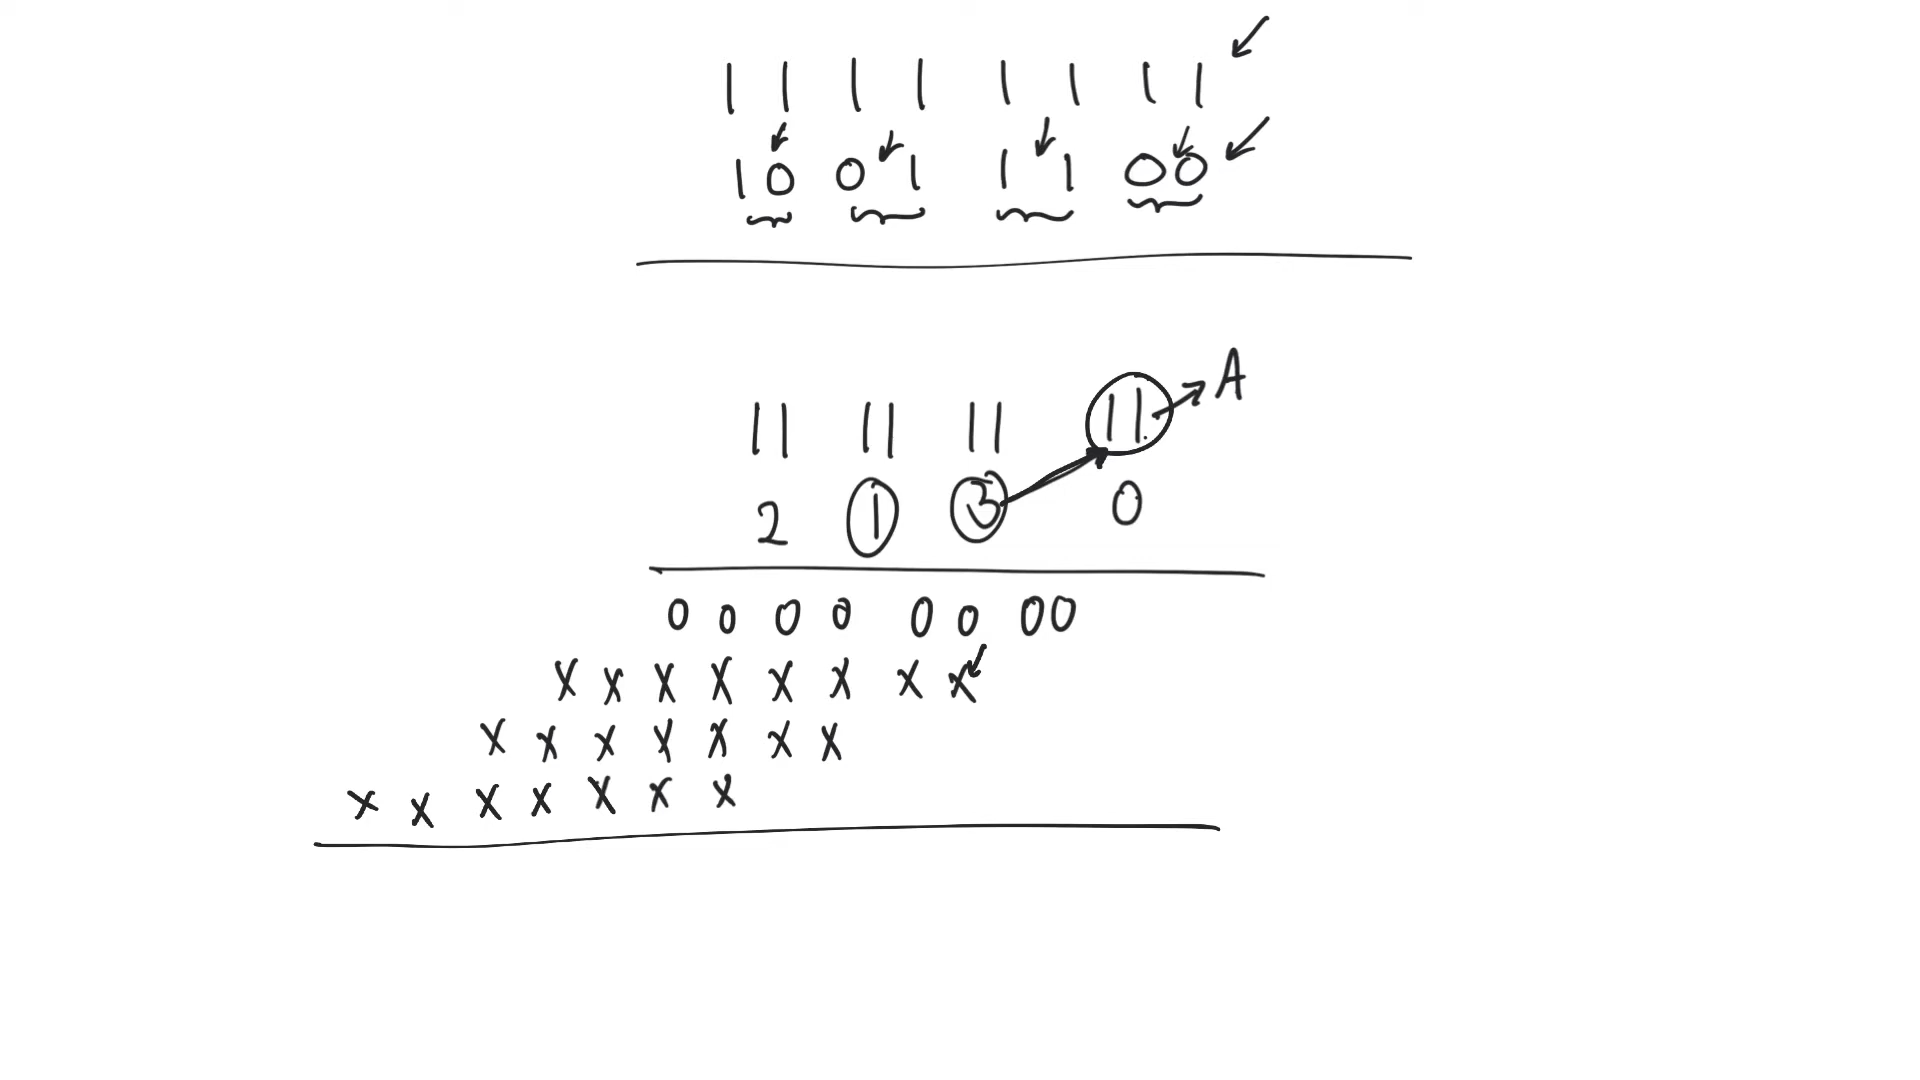 1 1 1 1 1 1 1 1
1 0 0 1 1 1 0 0
11 11 11 11 A
2 1 3 0
0 0 0 0 0 0 0 0
x x x x x x x x
x x x x x x x
x x x x x x x